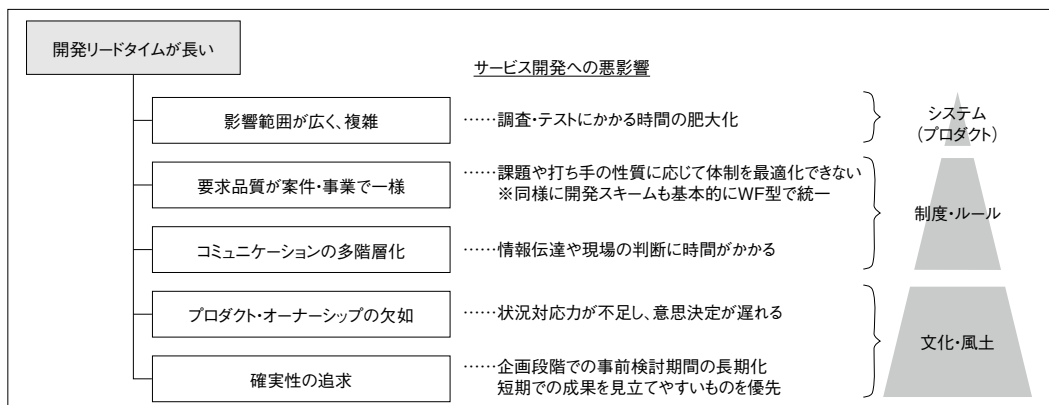 開発リードタイムが長い
サービス開発への悪影響
影響範囲が広く、複雑
……調査・テストにかかる時間の肥大化
システム
(プロダクト)
要求品質が案件・事業で一様
……課題や打ち手の性質に応じて体制を最適化できない
※同様に開発スキームも基本的にWF型で統一
制度・ルール
コミュニケーションの多階層化
……情報伝達や現場の判断に時間がかかる
プロダクト・オーナーシップの欠如
……状況対応力が不足し、意思決定が遅れる
文化・風土
確実性の追求
……企画段階での事前検討期間の長期化
短期での成果を見立てやすいものを優先